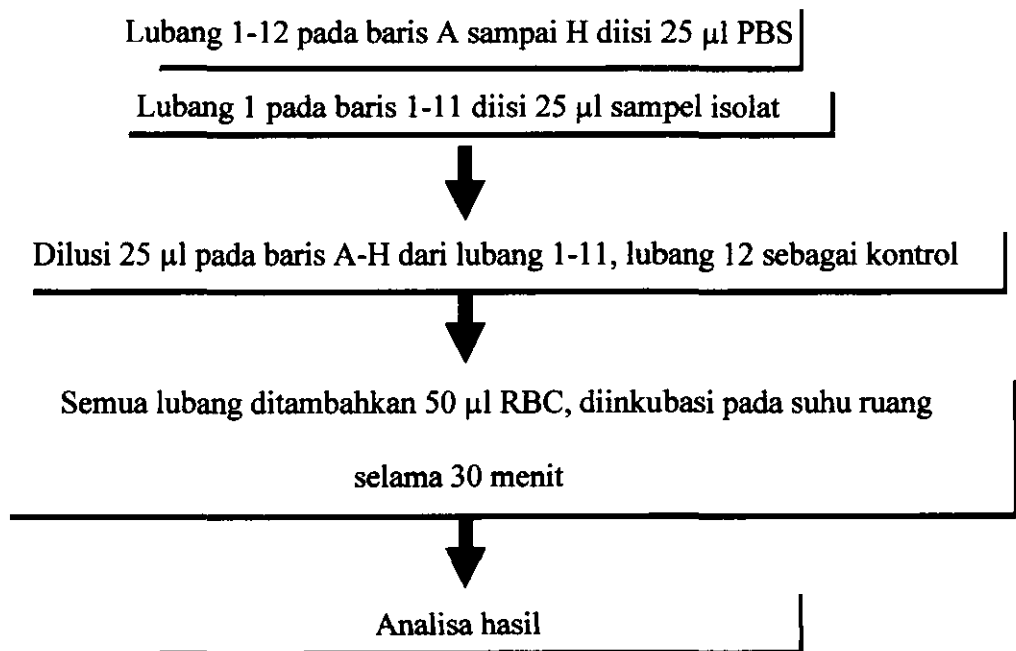 Lubang 1-12 pada baris A sampai H diisi 25 µl PBS
Lubang 1 pada baris 1-11 diisi 25 µl sampel isolat
Dilusi 25 µl pada baris A-H dari lubang 1-11, lubang 12 sebagai kontrol
Semua lubang ditambahkan 50 µl RBC, diinkubasi pada suhu ruang
selama 30 menit
Analisa hasil